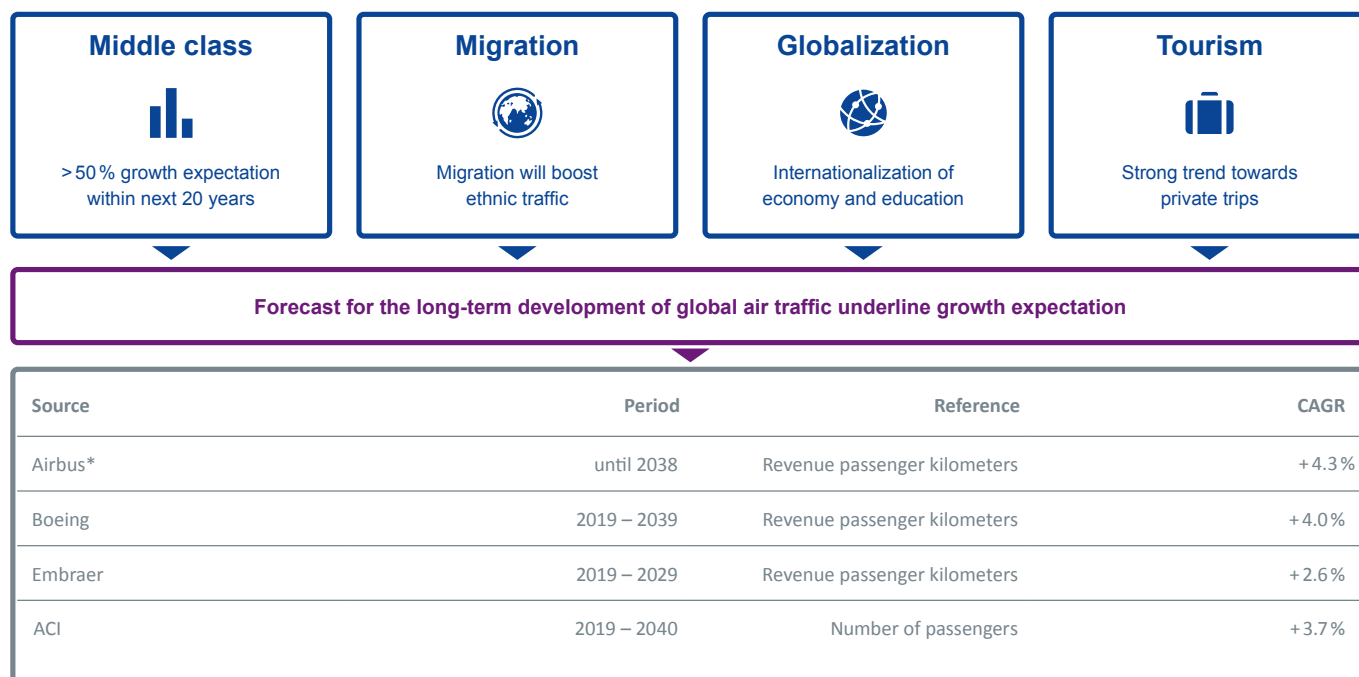 Middle class
>50% growth expectation
within next 20 years
Migration
Migration will boost
ethnic traffic
Globalization
Internationalization of
economy and education
Tourism
Strong trend towards
private trips
Forecast for the long-term development of global air traffic underline growth expectation
Source Period Reference CAGR
Airbus* until 2038 Revenue passenger kilometers +4.3%
Boeing 2019 – 2039 Revenue passenger kilometers +4.0%
Embraer 2019 – 2029 Revenue passenger kilometers +2.6%
ACI 2019 – 2040 Number of passengers +3.7%